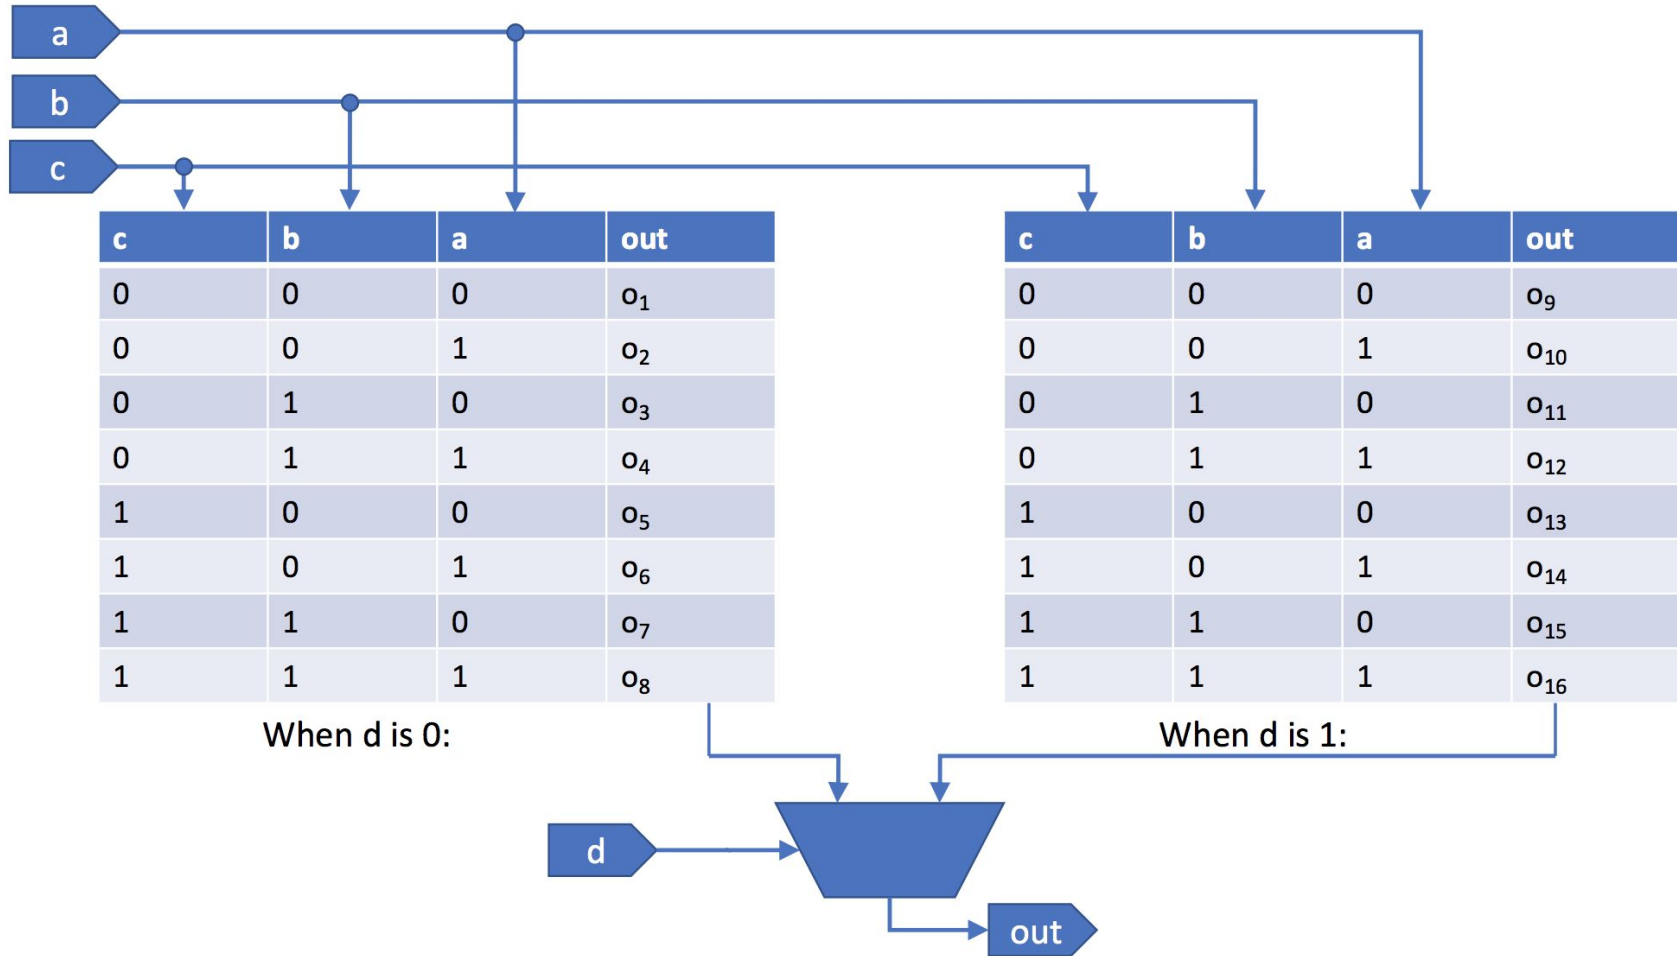 a
b
c
c b a out
0 0 0 o₁
0 0 1 o₂
0 1 0 o₃
0 1 1 o₄
1 0 0 o₅
1 0 1 o₆
1 1 0 o₇
1 1 1 o₈
When d is 0:
c b a out
0 0 0 o₉
0 0 1 o₁₀
0 1 0 o₁₁
0 1 1 o₁₂
1 0 0 o₁₃
1 0 1 o₁₄
1 1 0 o₁₅
1 1 1 o₁₆
When d is 1:
d
out